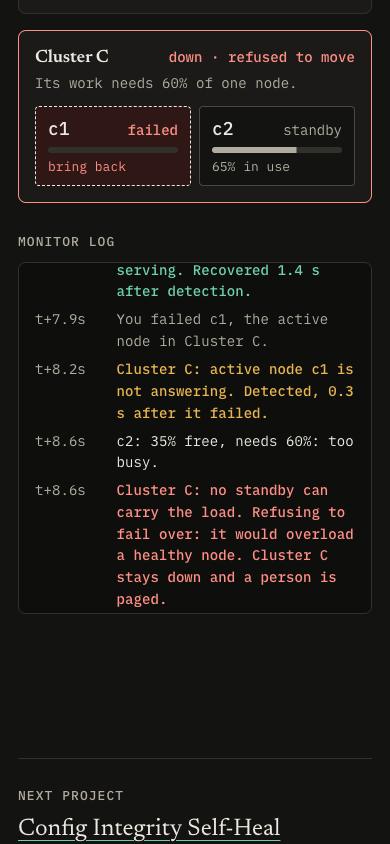 Cluster C
down · refused to move
Its work needs 60% of one node.
c1
failed
bring back
c2
standby
65% in use
MONITOR LOG
serving. Recovered 1.4 s
after detection.
t+7.9s
You failed c1, the active
node in Cluster C.
t+8.2s
Cluster C: active node c1 is
not answering. Detected, 0.3
s after it failed.
t+8.6s
c2: 35% free, needs 60%: too
busy.
t+8.6s
Cluster C: no standby can
carry the load. Refusing to
fail over: it would overload
a healthy node. Cluster C
stays down and a person is
paged.
NEXT PROJECT
Config Integrity Self-Heal